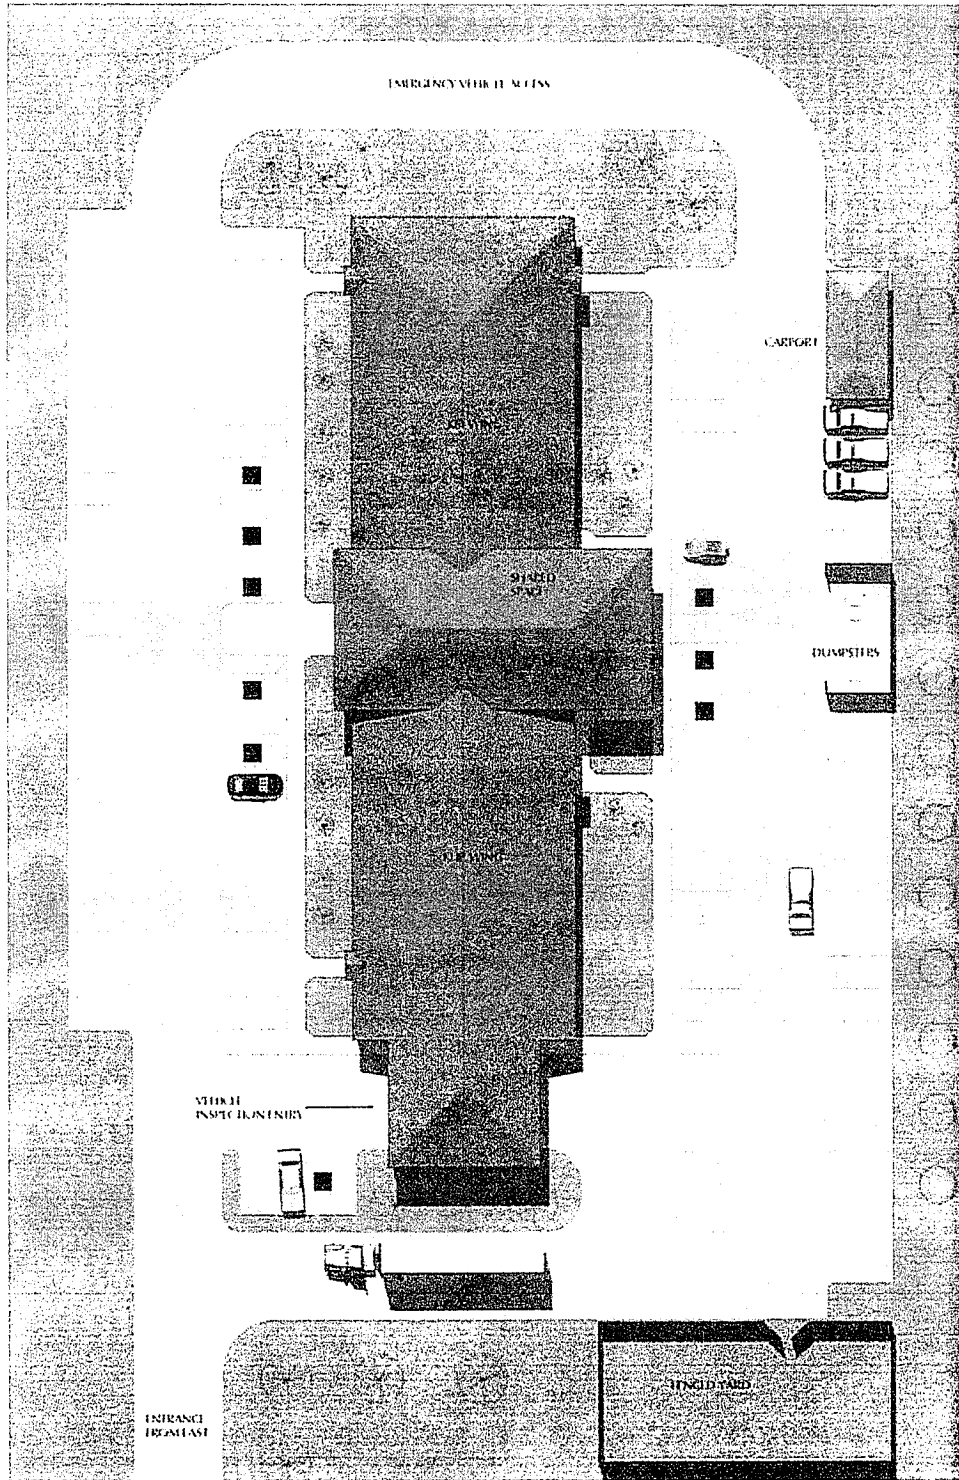 EMERGENCY VEHICLE ACCESS
CARPORT
SHARED
SPACE
DUMPSTERS
VEHICLE
INSPECTION ENTRY
FENCED YARD
ENTRANCE
FROM EAST